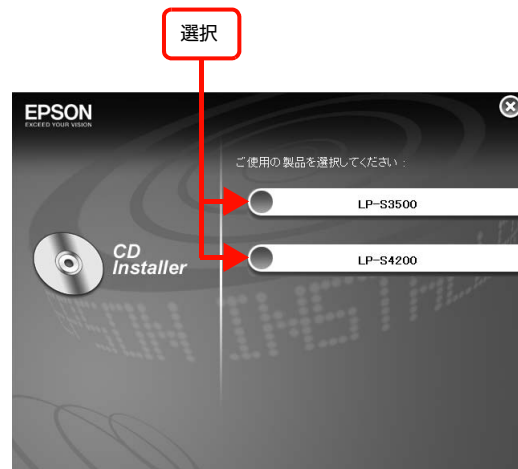 選択
EPSON
EXCEED YOUR VISION
ご使用の製品を選択してください :
LP-S3500
CD
Installer
LP-S4200